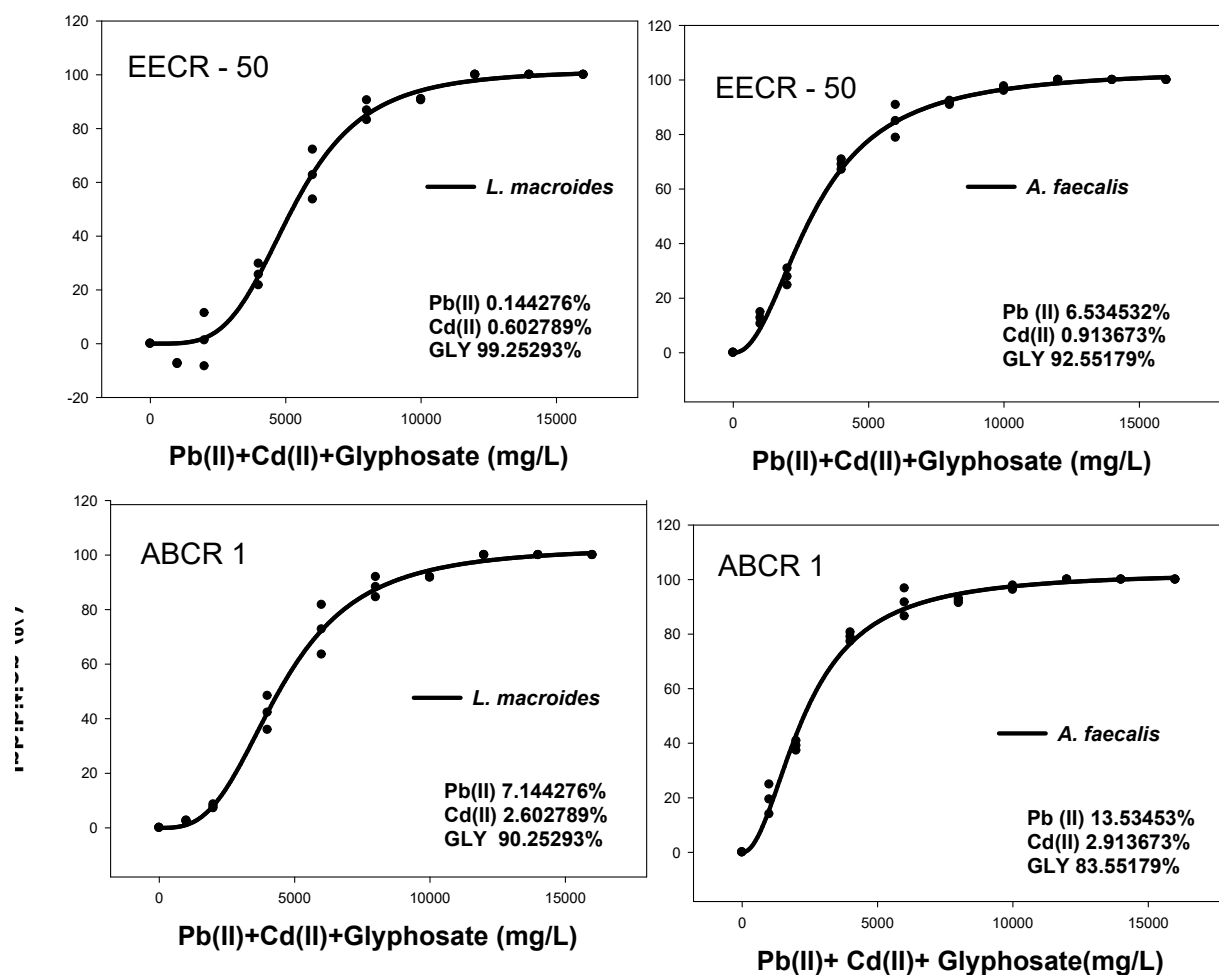 120
100
80
60
40
20
0
-20
EECR - 50
L. macroides
Pb(II) 0.144276%
Cd(II) 0.602789%
GLY 99.25293%
0 5000 10000 15000
Pb(II)+Cd(II)+Glyphosate (mg/L)
120
100
80
60
40
20
0
EECR - 50
A. faecalis
Pb (II) 6.534532%
Cd(II) 0.913673%
GLY 92.55179%
0 5000 10000 15000
Pb(II)+Cd(II)+Glyphosate (mg/L)
120
100
80
60
40
20
0
ABCR 1
L. macroides
Pb(II) 7.144276%
Cd(II) 2.602789%
GLY 90.25293%
0 5000 10000 15000
Pb(II)+Cd(II)+Glyphosate (mg/L)
120
100
80
60
40
20
0
ABCR 1
A. faecalis
Pb (II) 13.53453%
Cd(II) 2.913673%
GLY 83.55179%
0 5000 10000 15000
Pb(II)+ Cd(II)+ Glyphosate(mg/L)